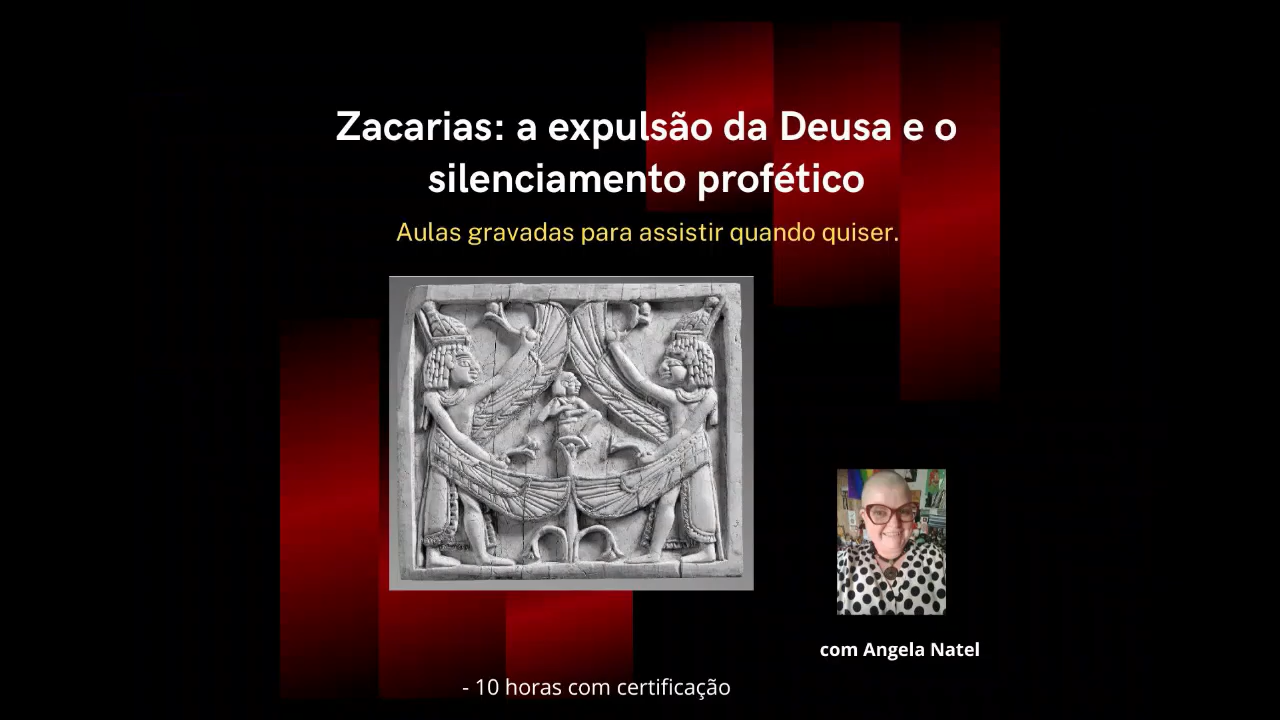 Zacarias: a expulsão da Deusa e o
silenciamento profético
Aulas gravadas para assistir quando quiser.
com Angela Natel
- 10 horas com certificação